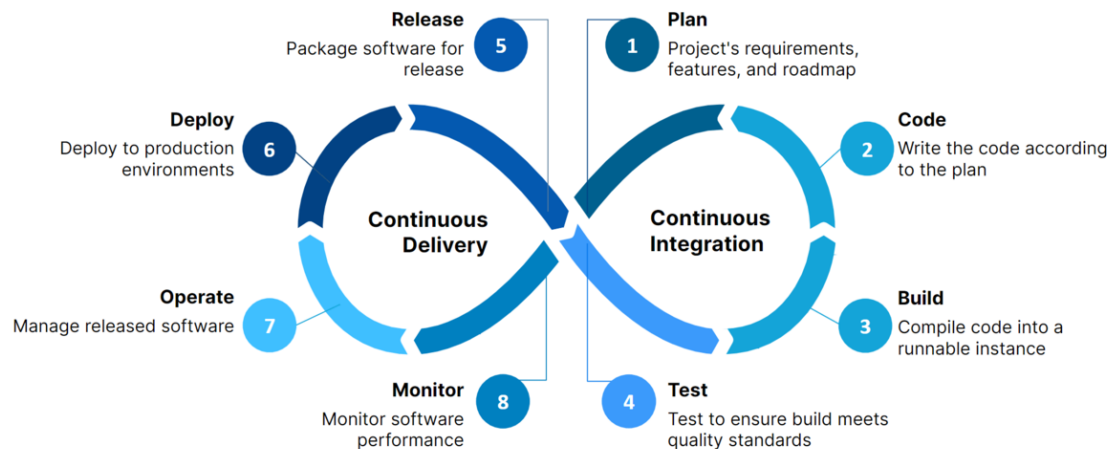 Release
5
Package software for
release
1
Plan
Project's requirements,
features, and roadmap
Deploy
6
Deploy to production
environments
2
Code
Write the code according
to the plan
Continuous
Delivery
Continuous
Integration
Operate
7
Manage released software
3
Build
Compile code into a
runnable instance
Monitor
8
Monitor software
performance
4
Test
Test to ensure build meets
quality standards